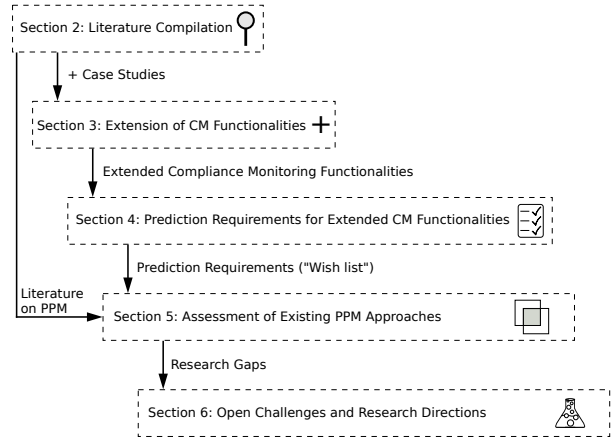 Section 2: Literature Compilation
+ Case Studies
Section 3: Extension of CM Functionalities
Extended Compliance Monitoring Functionalities
Section 4: Prediction Requirements for Extended CM Functionalities
Prediction Requirements ("Wish list")
Literature
on PPM
Section 5: Assessment of Existing PPM Approaches
Research Gaps
Section 6: Open Challenges and Research Directions